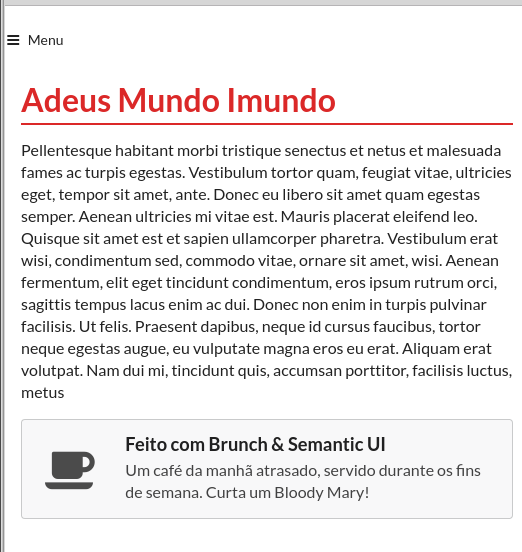 Menu
Adeus Mundo Imundo
Pellentesque habitant morbi tristique senectus et netus et malesuada
fames ac turpis egestas. Vestibulum tortor quam, feugiat vitae, ultricies
eget, tempor sit amet, ante. Donec eu libero sit amet quam egestas
semper. Aenean ultricies mi vitae est. Mauris placerat eleifend leo.
Quisque sit amet est et sapien ullamcorper pharetra. Vestibulum erat
wisi, condimentum sed, commodo vitae, ornare sit amet, wisi. Aenean
fermentum, elit eget tincidunt condimentum, eros ipsum rutrum orci,
sagittis tempus lacus enim ac dui. Donec non enim in turpis pulvinar
facilisis. Ut felis. Praesent dapibus, neque id cursus faucibus, tortor
neque egestas augue, eu vulputate magna eros eu erat. Aliquam erat
volutpat. Nam dui mi, tincidunt quis, accumsan porttitor, facilisis luctus,
metus
Feito com Brunch & Semantic UI
Um café da manhã atrasado, servido durante os fins
de semana. Curta um Bloody Mary!